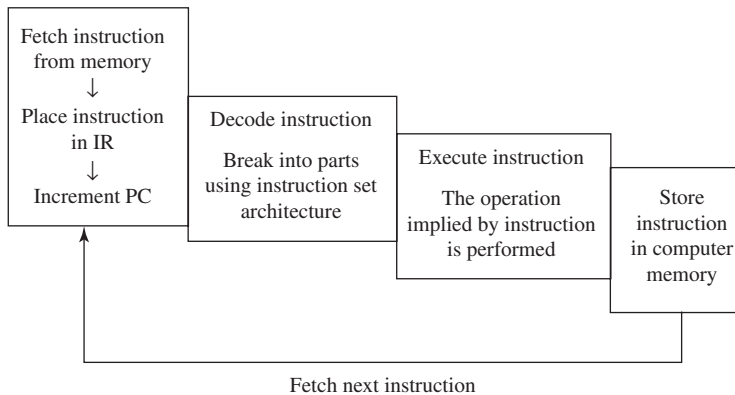 Fetch instruction
from memory
↓
Place instruction
in IR
↓
Increment PC
Decode instruction
Break into parts
using instruction set
architecture
Execute instruction
The operation
implied by instruction
is performed
Store
instruction
in computer
memory
Fetch next instruction